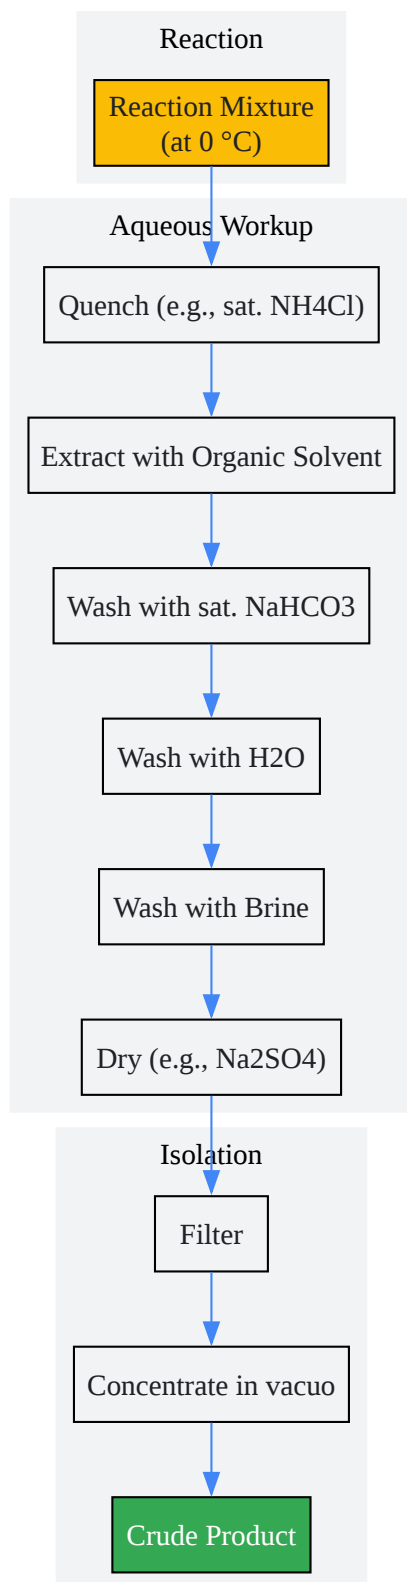 Reaction
Reaction Mixture
(at 0 °C)
Aqueous Workup
Quench (e.g., sat. NH4Cl)
Extract with Organic Solvent
Wash with sat. NaHCO3
Wash with H2O
Wash with Brine
Dry (e.g., Na2SO4)
Isolation
Filter
Concentrate in vacuo
Crude Product